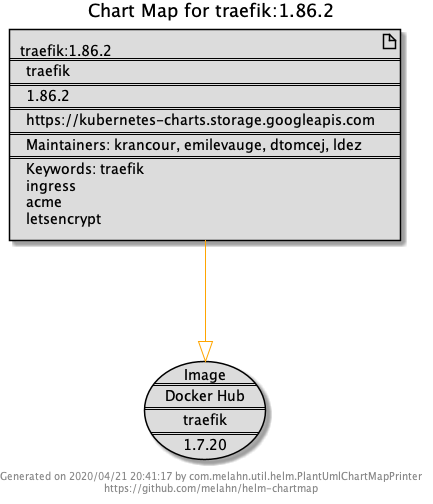 Chart Map for traefik:1.86.2
traefik:1.86.2
traefik
1.86.2
https://kubernetes-charts.storage.googleapis.com
Maintainers: krancour, emilevauge, dtomcej, ldez
Keywords: traefik
ingress
acme
letsencrypt
Image
Docker Hub
traefik
1.7.20
Generated on 2020/04/21 20:41:17 by com.melahn.util.helm.PlantUmlChartMapPrinter
https://github.com/melahn/helm-chartmap